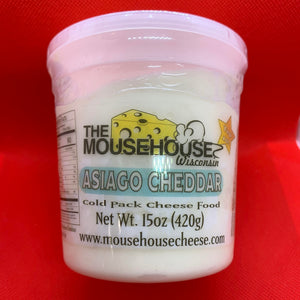 THE
MOUSEHOUSE
Wisconsin
ASIAGO CHEDDAR
Cold Pack Cheese Food
Net Wt. 15oz (420g)
www.mousehousecheese.com